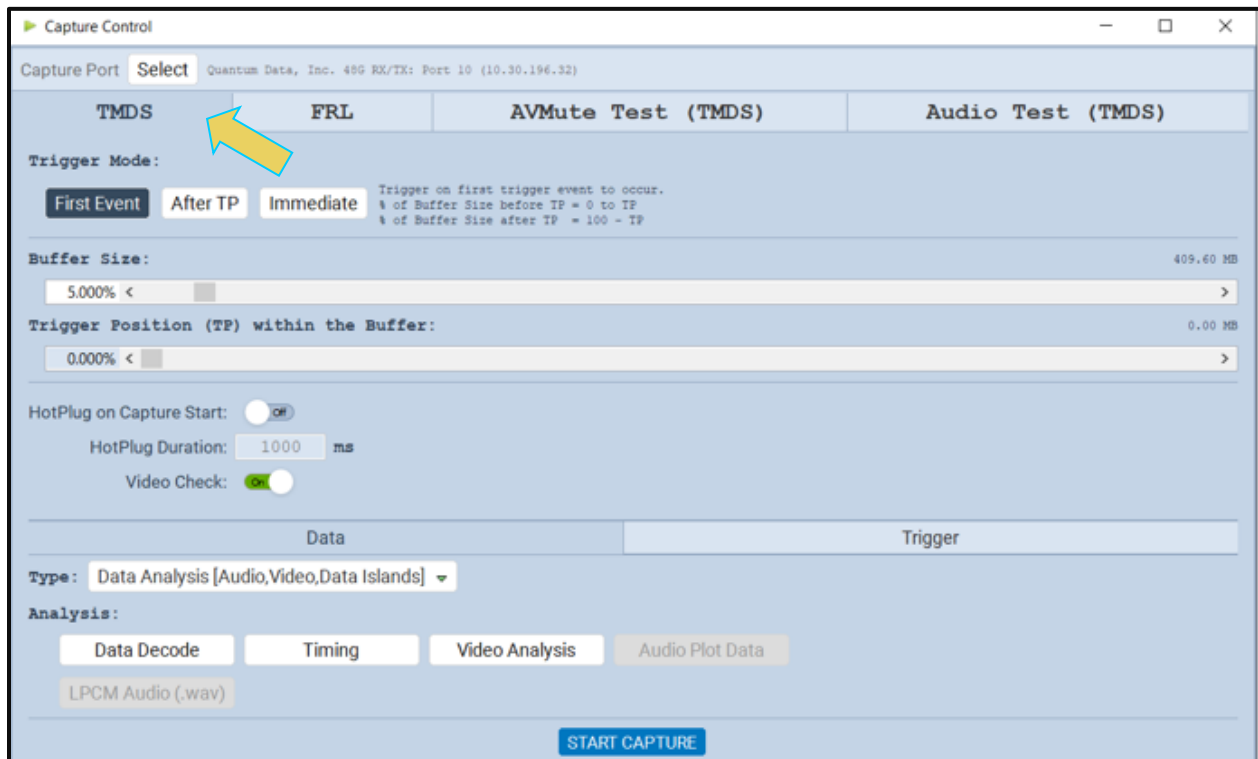 Capture Control
Capture Port Select Quantum Data, Inc. 48G RX/TX: Port 10 (10.30.196.32)
TMDS FRL AVMute Test (TMDS) Audio Test (TMDS)
Trigger Mode:
First Event After TP Immediate
Trigger on first trigger event to occur.
% of Buffer Size before TP = 0 to TP
% of Buffer Size after TP = 100 - TP
Buffer Size: 409.60 MB
5.000% < >
Trigger Position (TP) within the Buffer: 0.00 MB
0.000% < >
HotPlug on Capture Start: Off
HotPlug Duration: 1000 ms
Video Check: On
Data Trigger
Type: Data Analysis [Audio,Video,Data Islands]
Analysis:
Data Decode Timing Video Analysis Audio Plot Data
LPCM Audio (.wav)
START CAPTURE